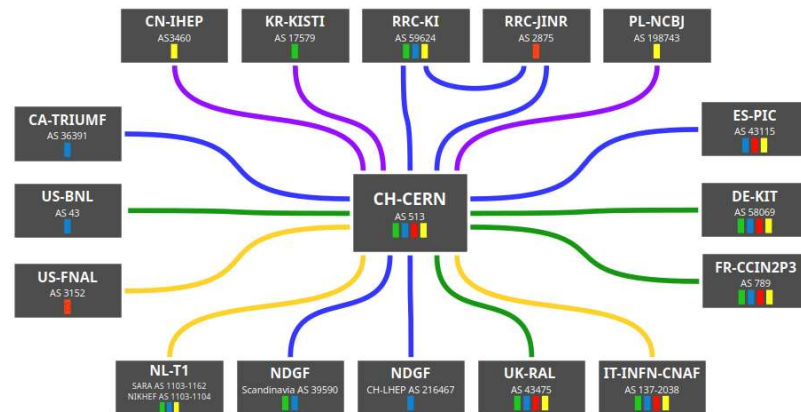 CN-IHEP
AS3460
KR-KISTI
AS 17579
RRC-KI
AS 59624
RRC-JINR
AS 2875
PL-NCBJ
AS 198743
CA-TRIUMF
AS 36391
ES-PIC
AS 43115
US-BNL
AS 43
CH-CERN
AS 513
DE-KIT
AS 58069
US-FNAL
AS 3152
FR-CCIN2P3
AS 789
NL-T1
SARA AS 1103-1162
NIKHEF AS 1103-1104
NDGF
Scandinavia AS 39590
NDGF
CH-LHEP AS 216467
UK-RAL
AS 43475
IT-INFN-CNAF
AS 137-2038